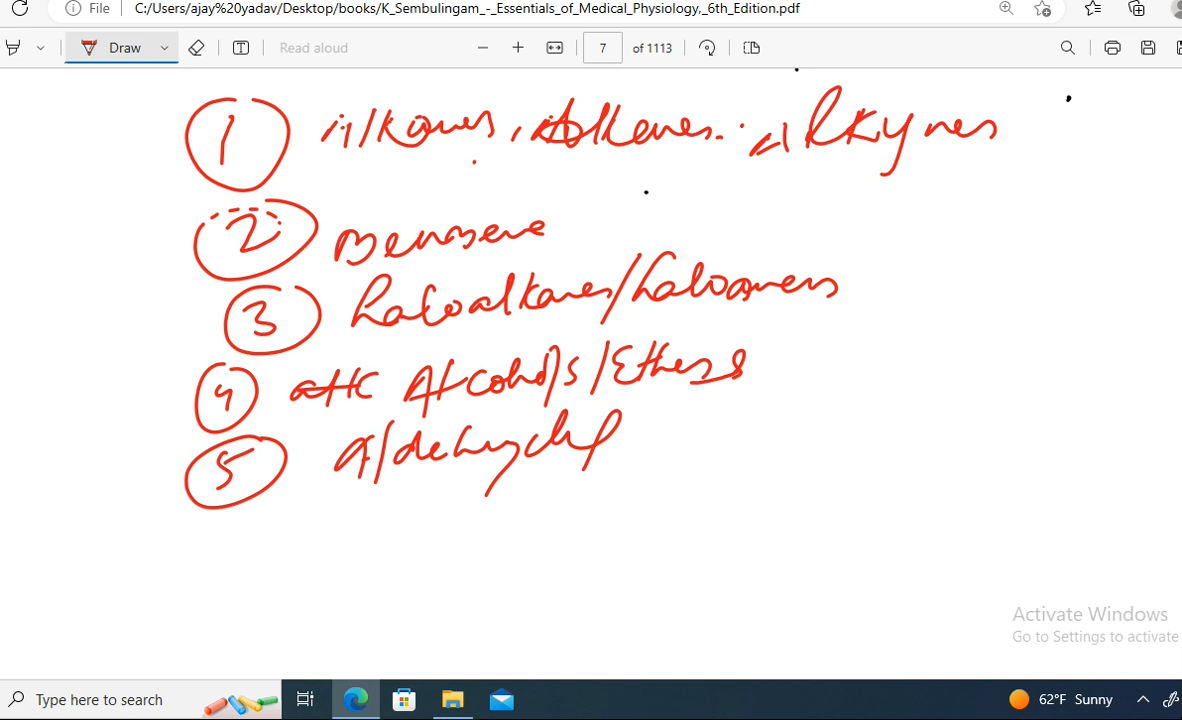 File C:/Users/ajay%20yadav/Desktop/books/K_Sembulingam_-_Essentials_of_Medical_Physiology,_6th_Edition.pdf
Draw Read aloud 7 of 1113
1 Alkanes, Alkenes. Alkynes
2 Benzene
3 haloalkanes/haloarenes
4 Alcohols/Ethers
5 Aldehyde
Activate Windows
Go to Settings to activate
Type here to search 62°F Sunny